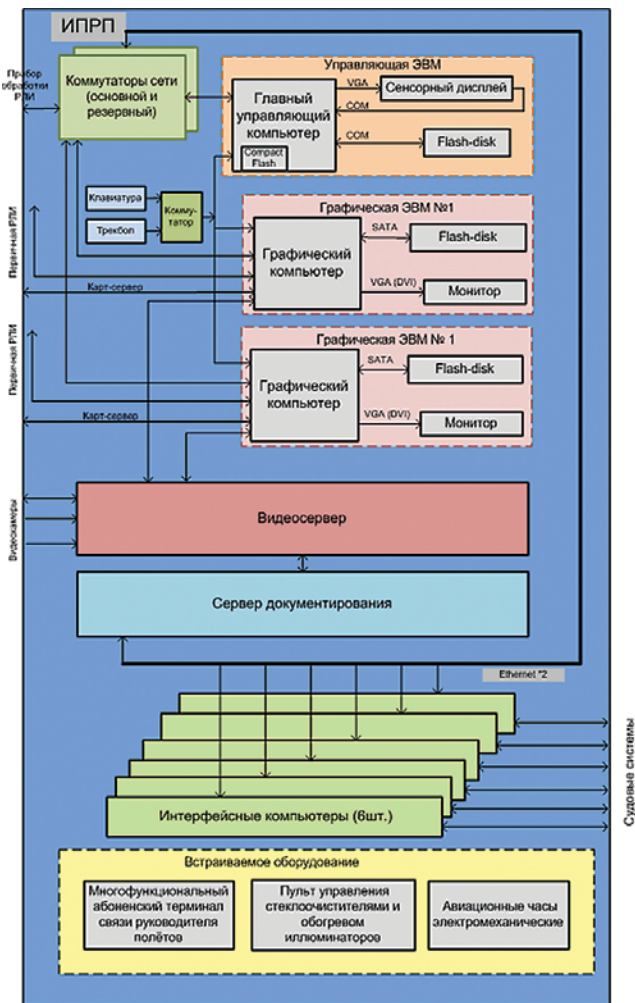 ИПРП
Прибор
обработки
РЛИ
Коммутаторы сети
(основной и
резервный)
Управляющая ЭВМ
Главный
управляющий
компьютер
Compact
Flash
VGA
Сенсорный дисплей
COM
COM
Flash-disk
Клавиатура
Трекбол
Комму-
татор
Графическая ЭВМ №1
Графический
компьютер
SATA
Flash-disk
VGA (DVI)
Монитор
Первичная РЛИ
Карт-сервер
Графическая ЭВМ № 1
Графический
компьютер
SATA
Flash-disk
VGA (DVI)
Монитор
Первичная РЛИ
Карт-сервер
Видеокамеры
Видеосервер
Сервер документирования
Ethernet *2
Интерфейсные компьютеры (6шт.)
Судовые системы
Встраиваемое оборудование
Многофункциональный
абонентский терминал
связи руководителя
полётов
Пульт управления
стеклоочистителями и
обогревом
иллюминаторов
Авиационные часы
электромеханические